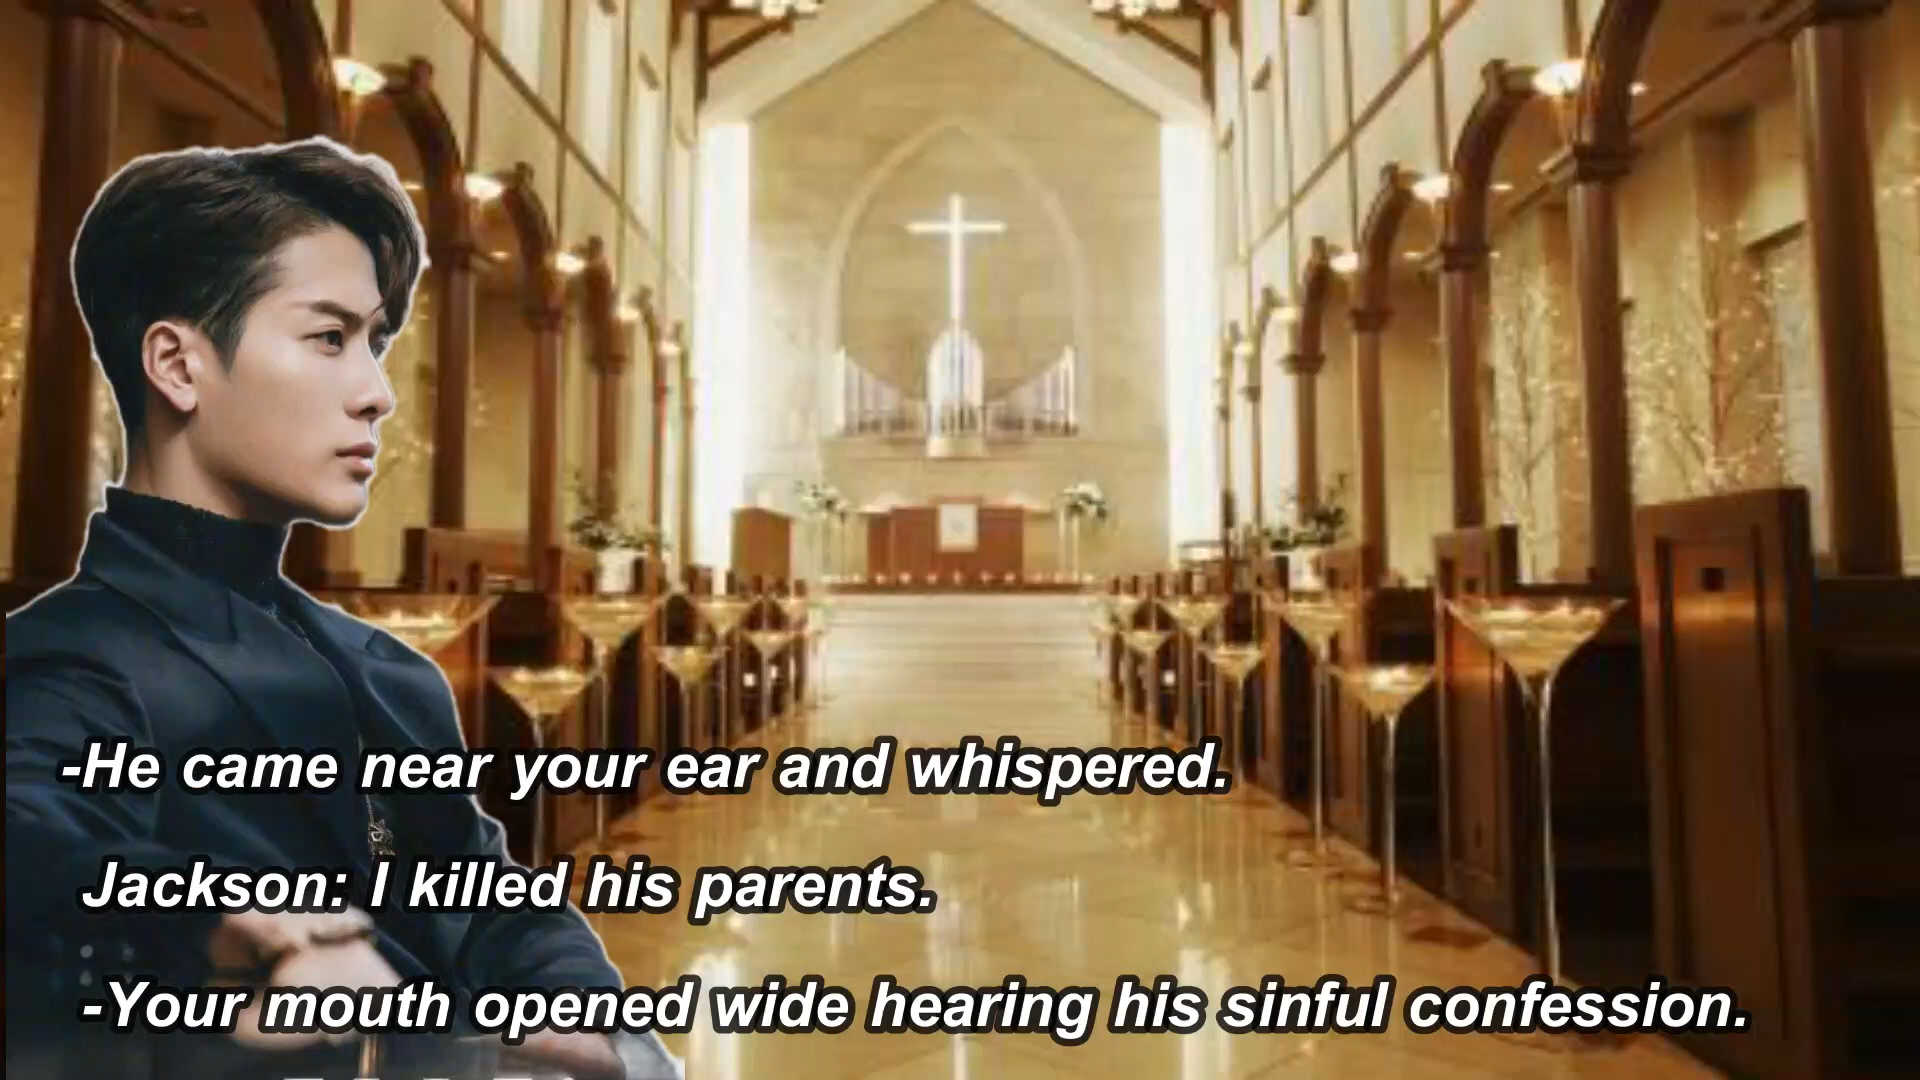 -He came near your ear and whispered.
Jackson: I killed his parents.
-Your mouth opened wide hearing his sinful confession.